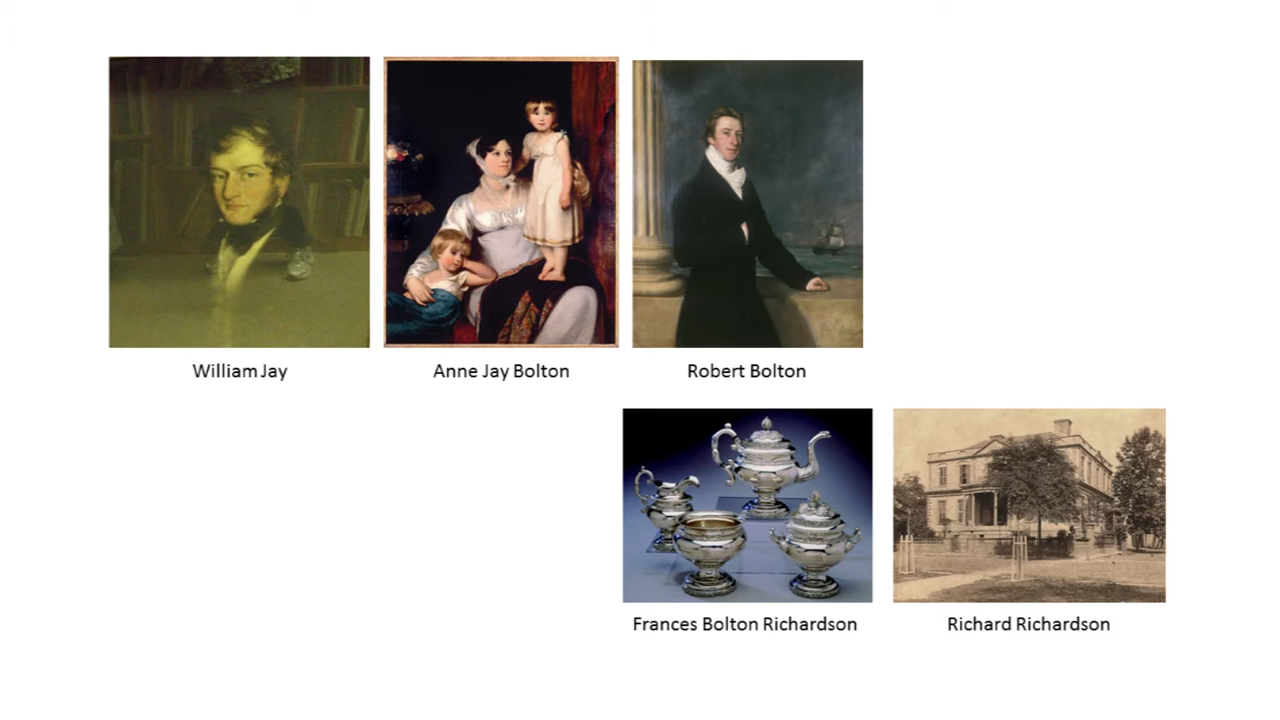 William Jay
Anne Jay Bolton
Robert Bolton
Frances Bolton Richardson
Richard Richardson